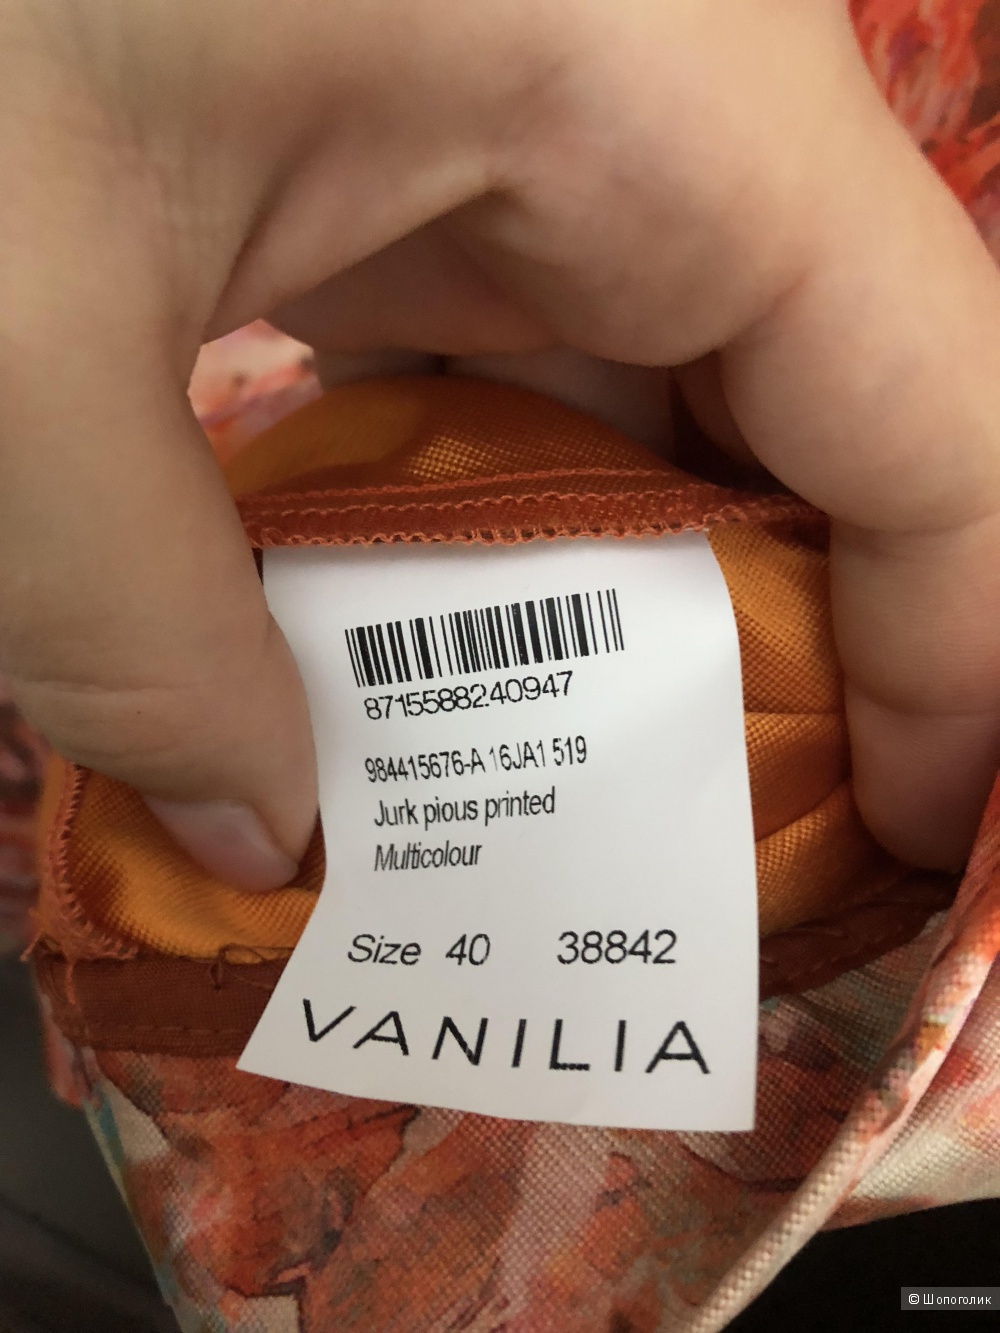 8715588240947
984415676-A 16JA1 519
Jurk pious printed
Multicolour
Size 40 38842
VANILIA
© Шопоголик